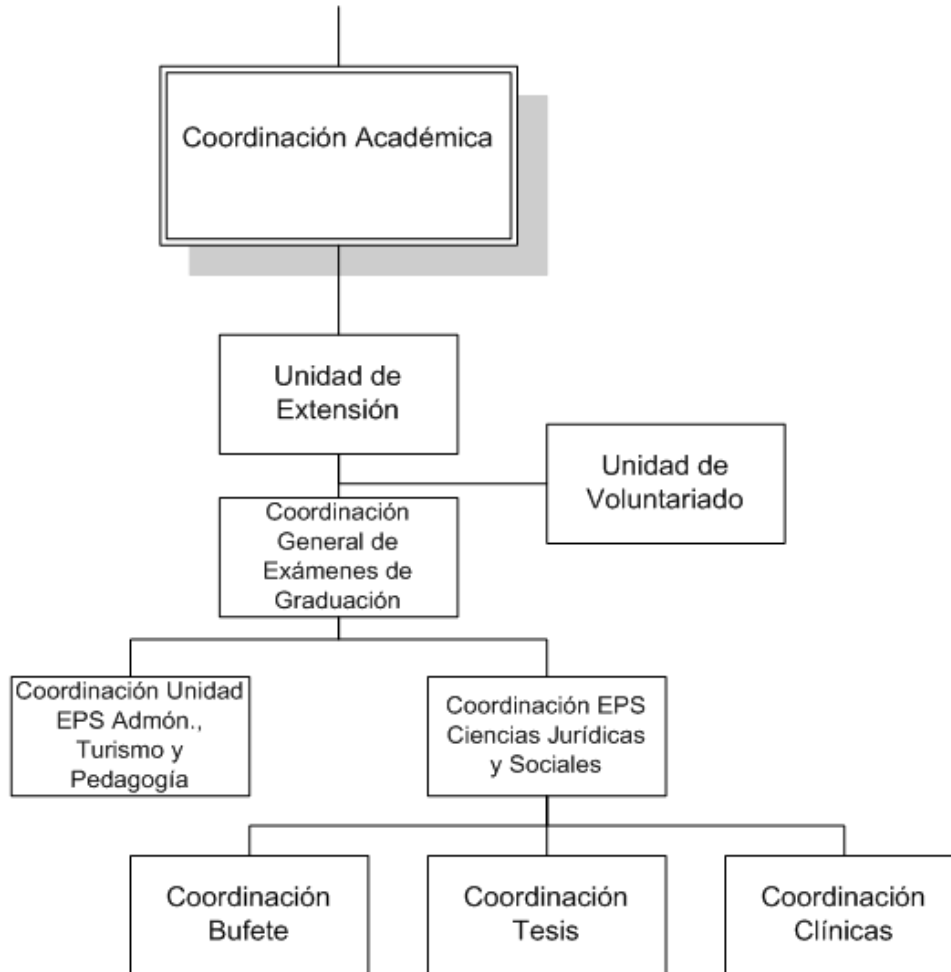 Coordinación Académica
Unidad de
Extensión
Unidad de
Voluntariado
Coordinación
General de
Exámenes de
Graduación
Coordinación Unidad
EPS Admón.,
Turismo y
Pedagogía
Coordinación EPS
Ciencias Jurídicas
y Sociales
Coordinación
Bufete
Coordinación
Tesis
Coordinación
Clínicas